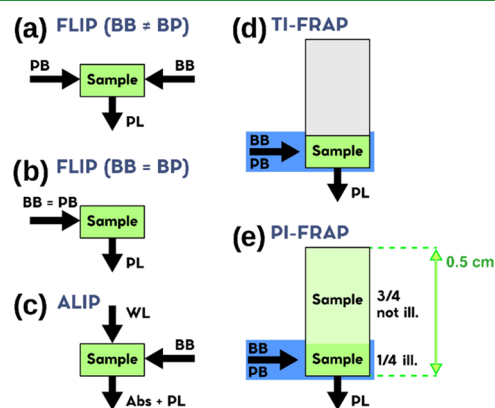 (a) FLIP (BB ≠ BP)
PB
Sample
BB
PL
(b) FLIP (BB = BP)
BB = PB
Sample
PL
(c) ALIP
WL
Sample
BB
Abs + PL
(d) TI-FRAP
BB
PB
Sample
PL
(e) PI-FRAP
0.5 cm
Sample
3/4
not ill.
BB
PB
Sample
1/4 ill.
PL